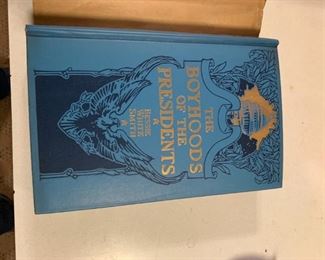 THE
BOYHOODS
OF THE
PRESIDENTS
BESSIE
WHITE
SMITH